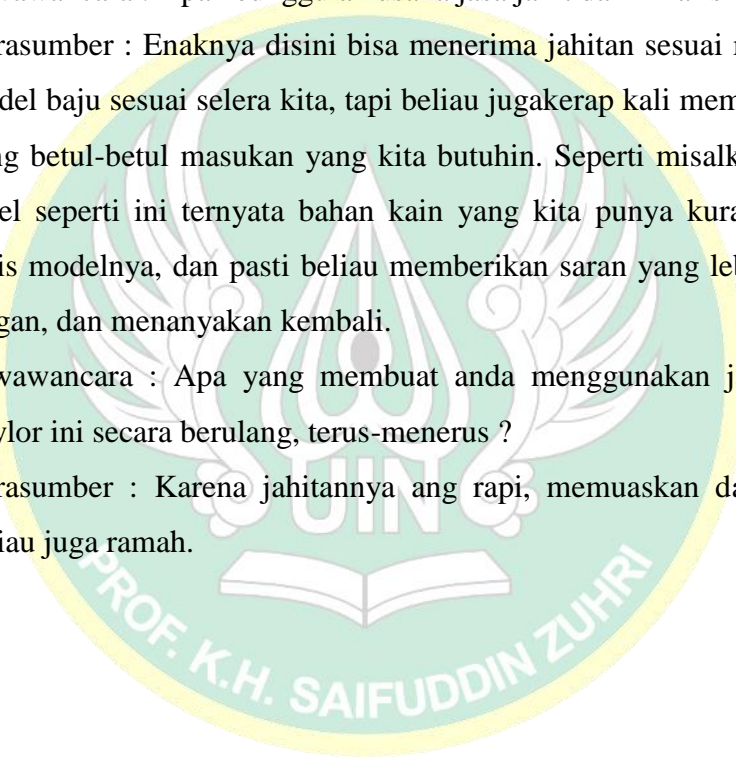 rasumber : Enaknya disini bisa menerima jahitan sesuai
del baju sesuai selera kita, tapi beliau jugakerap kali mem
ng betul-betul masukan yang kita butuhin. Seperti misalk
el seperti ini ternyata bahan kain yang kita punya kura
is modelnya, dan pasti beliau memberikan saran yang leb
gan, dan menanyakan kembali.
wawancara : Apa yang membuat anda menggunakan j
ylor ini secara berulang, terus-menerus ?
rasumber : Karena jahitannya ang rapi, memuaskan da
iau juga ramah.
UIN
PROF. K.H. SAIFUDDIN ZUHRI